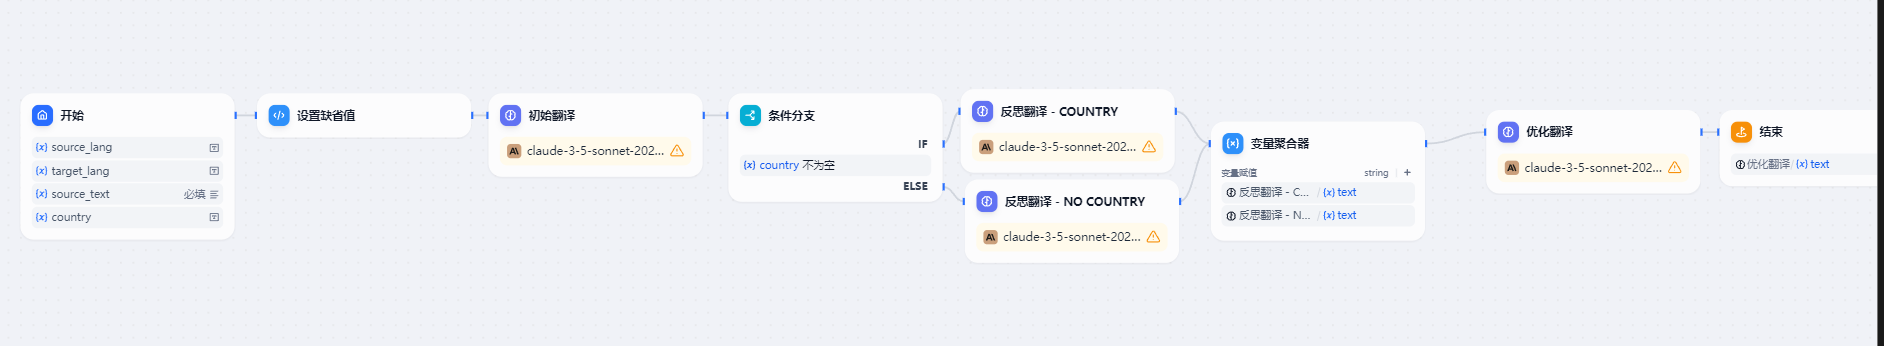 开始
{x} source_lang
{x} target_lang
{x} source_text 必填
{x} country
设置缺省值
初始翻译
claude-3-5-sonnet-202...
条件分支
IF
{x} country 不为空
ELSE
反思翻译 - COUNTRY
claude-3-5-sonnet-202...
反思翻译 - NO COUNTRY
claude-3-5-sonnet-202...
变量聚合器
变量赋值 string +
反思翻译 - C... / {x} text
反思翻译 - N... / {x} text
优化翻译
claude-3-5-sonnet-202...
结束
优化翻译 / {x} text